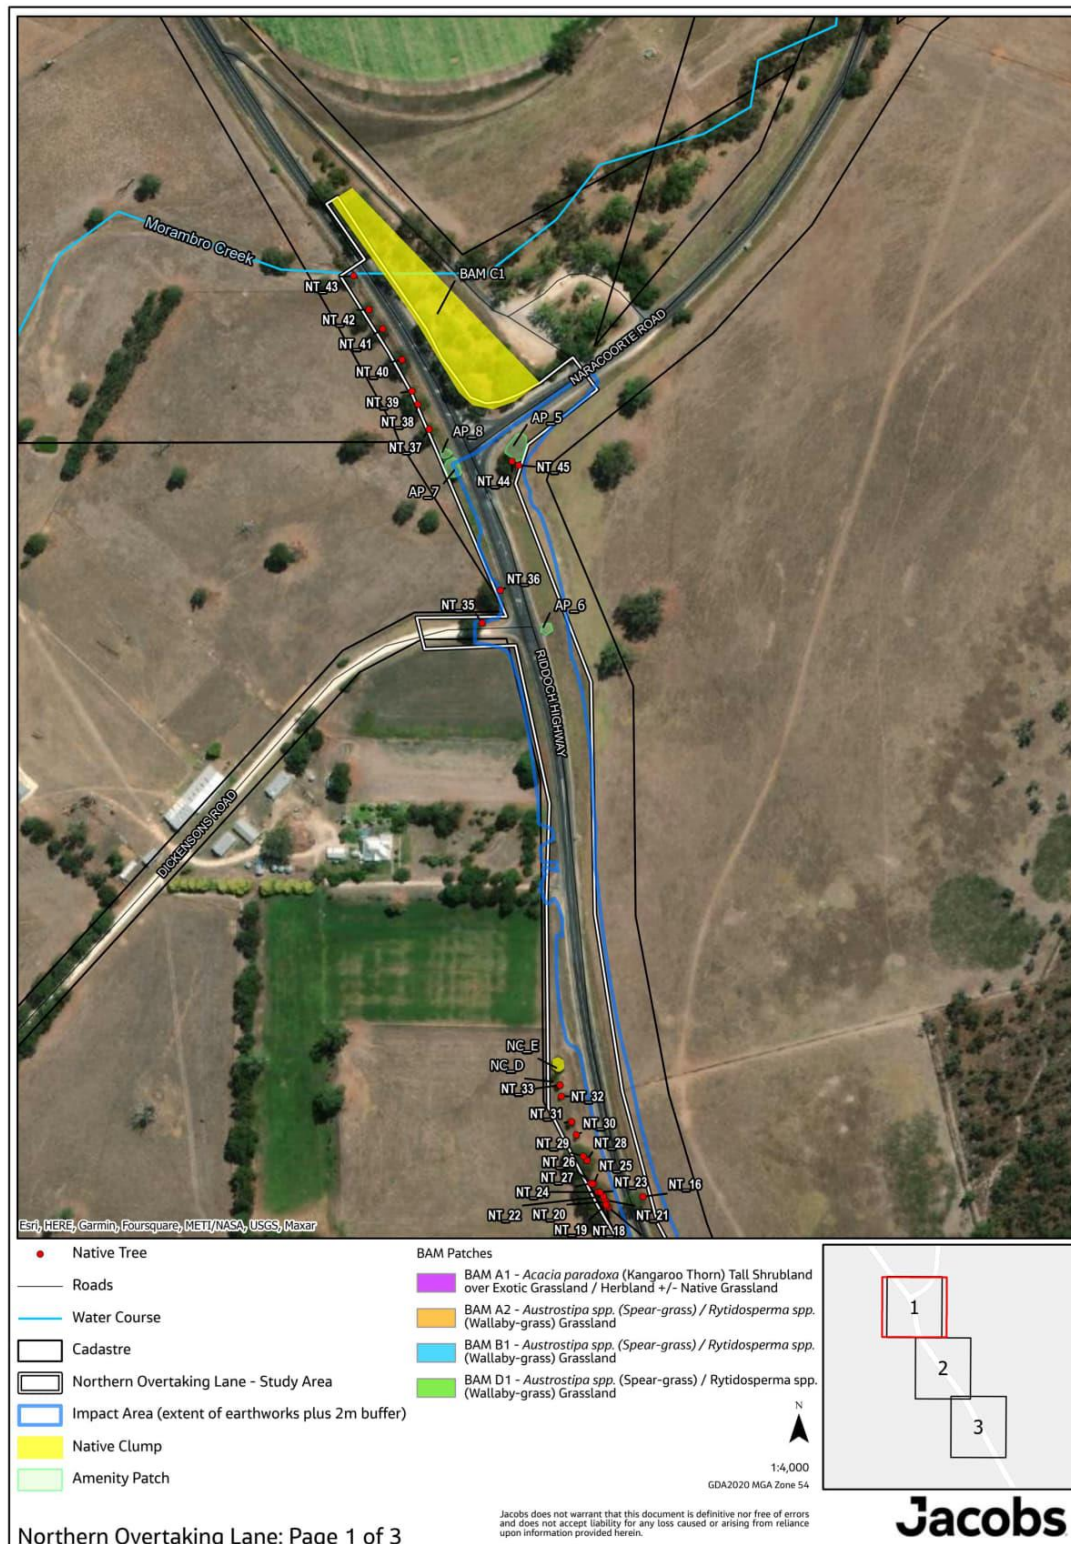 Morambro Creek
BAM C1
NT_43
NT_42
NT_41
NT_40
NARACOORTE ROAD
NT_39
NT_38
AP_8
AP_5
NT_37
NT_44
NT_45
AP_7
NT_36
NT_35
AP_6
RIDDOCH HIGHWAY
DICKENSONS ROAD
NC_E
NC_D
NT_33
NT_32
NT_31
NT_30
NT_29
NT_28
NT_26
NT_25
NT_27
NT_23
NT_16
NT_24
NT_22
NT_20
NT_21
NT_19
NT_18
Esri, HERE, Garmin, Foursquare, METI/NASA, USGS, Maxar
Native Tree
Roads
Water Course
Cadastre
Northern Overtaking Lane - Study Area
Impact Area (extent of earthworks plus 2m buffer)
Native Clump
Amenity Patch
BAM Patches
BAM A1 - Acacia paradoxa (Kangaroo Thorn) Tall Shrubland
over Exotic Grassland / Herbland +/- Native Grassland
BAM A2 - Austrostipa spp. (Spear-grass) / Rytidosperma spp.
(Wallaby-grass) Grassland
BAM B1 - Austrostipa spp. (Spear-grass) / Rytidosperma spp.
(Wallaby-grass) Grassland
BAM D1 - Austrostipa spp. (Spear-grass) / Rytidosperma spp.
(Wallaby-grass) Grassland
N
1:4,000
GDA2020 MGA Zone 54
1
2
3
Northern Overtaking Lane: Page 1 of 3
Jacobs does not warrant that this document is definitive nor free of errors
and does not accept liability for any loss caused or arising from reliance
upon information provided herein.
Jacobs